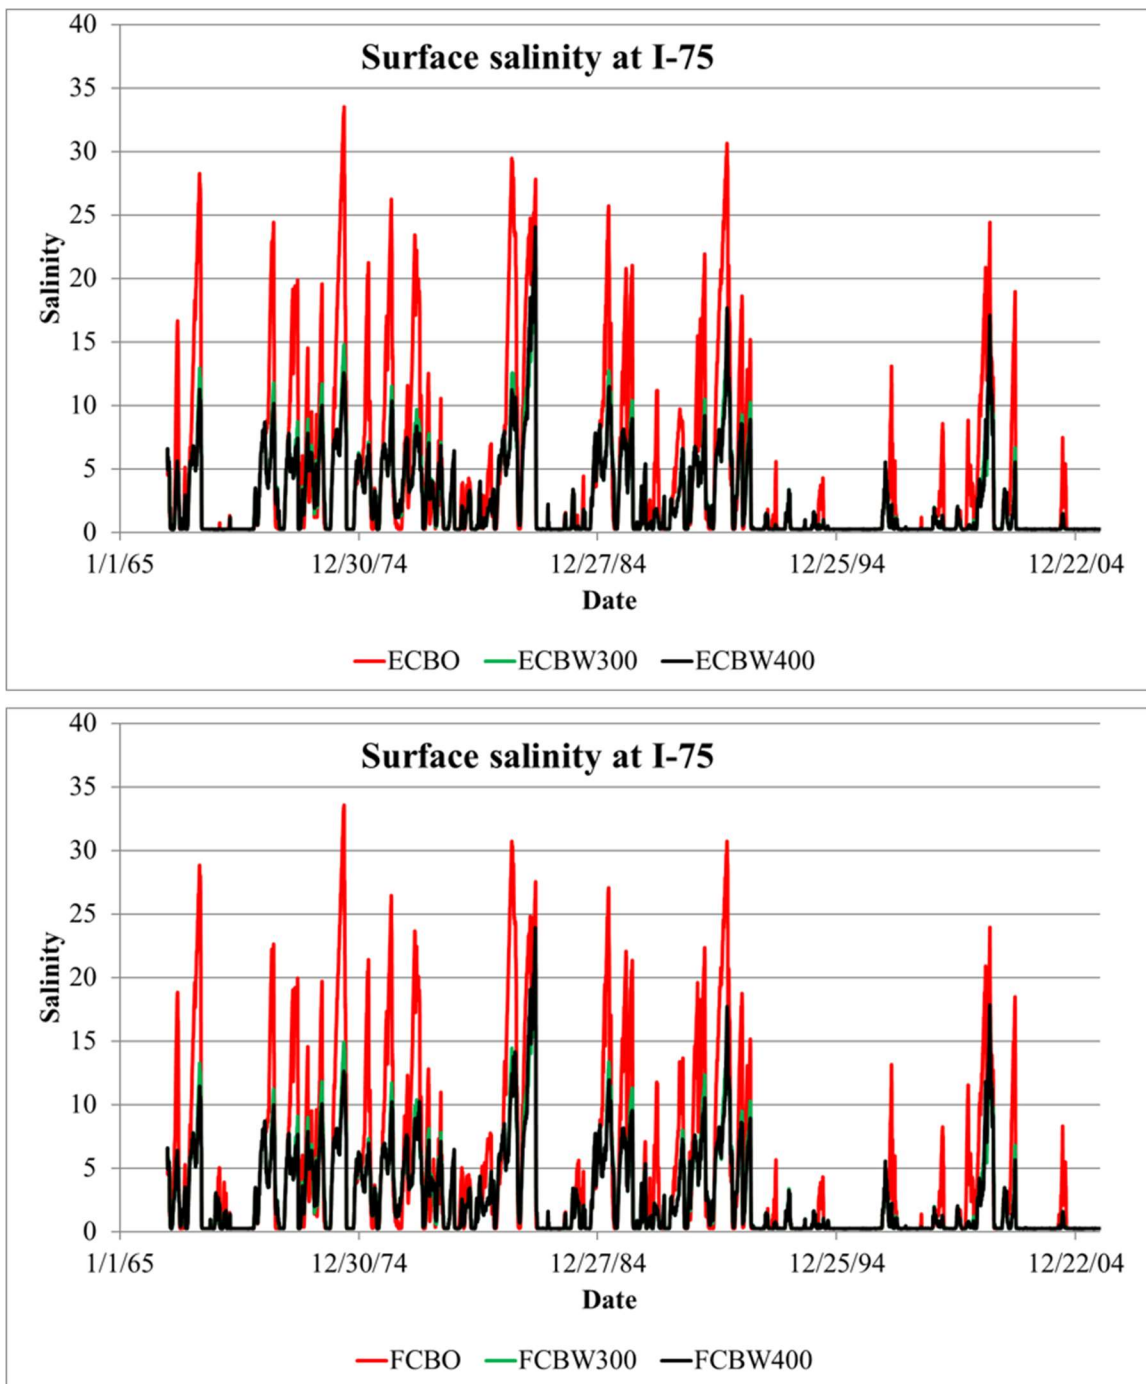 Surface salinity at I-75
40
35
30
25
20
15
10
5
0
Salinity
1/1/65 12/30/74 12/27/84 12/25/94 12/22/04
Date
ECBO ECBW300 ECBW400
Surface salinity at I-75
40
35
30
25
20
15
10
5
0
Salinity
1/1/65 12/30/74 12/27/84 12/25/94 12/22/04
Date
FCBO FCBW300 FCBW400